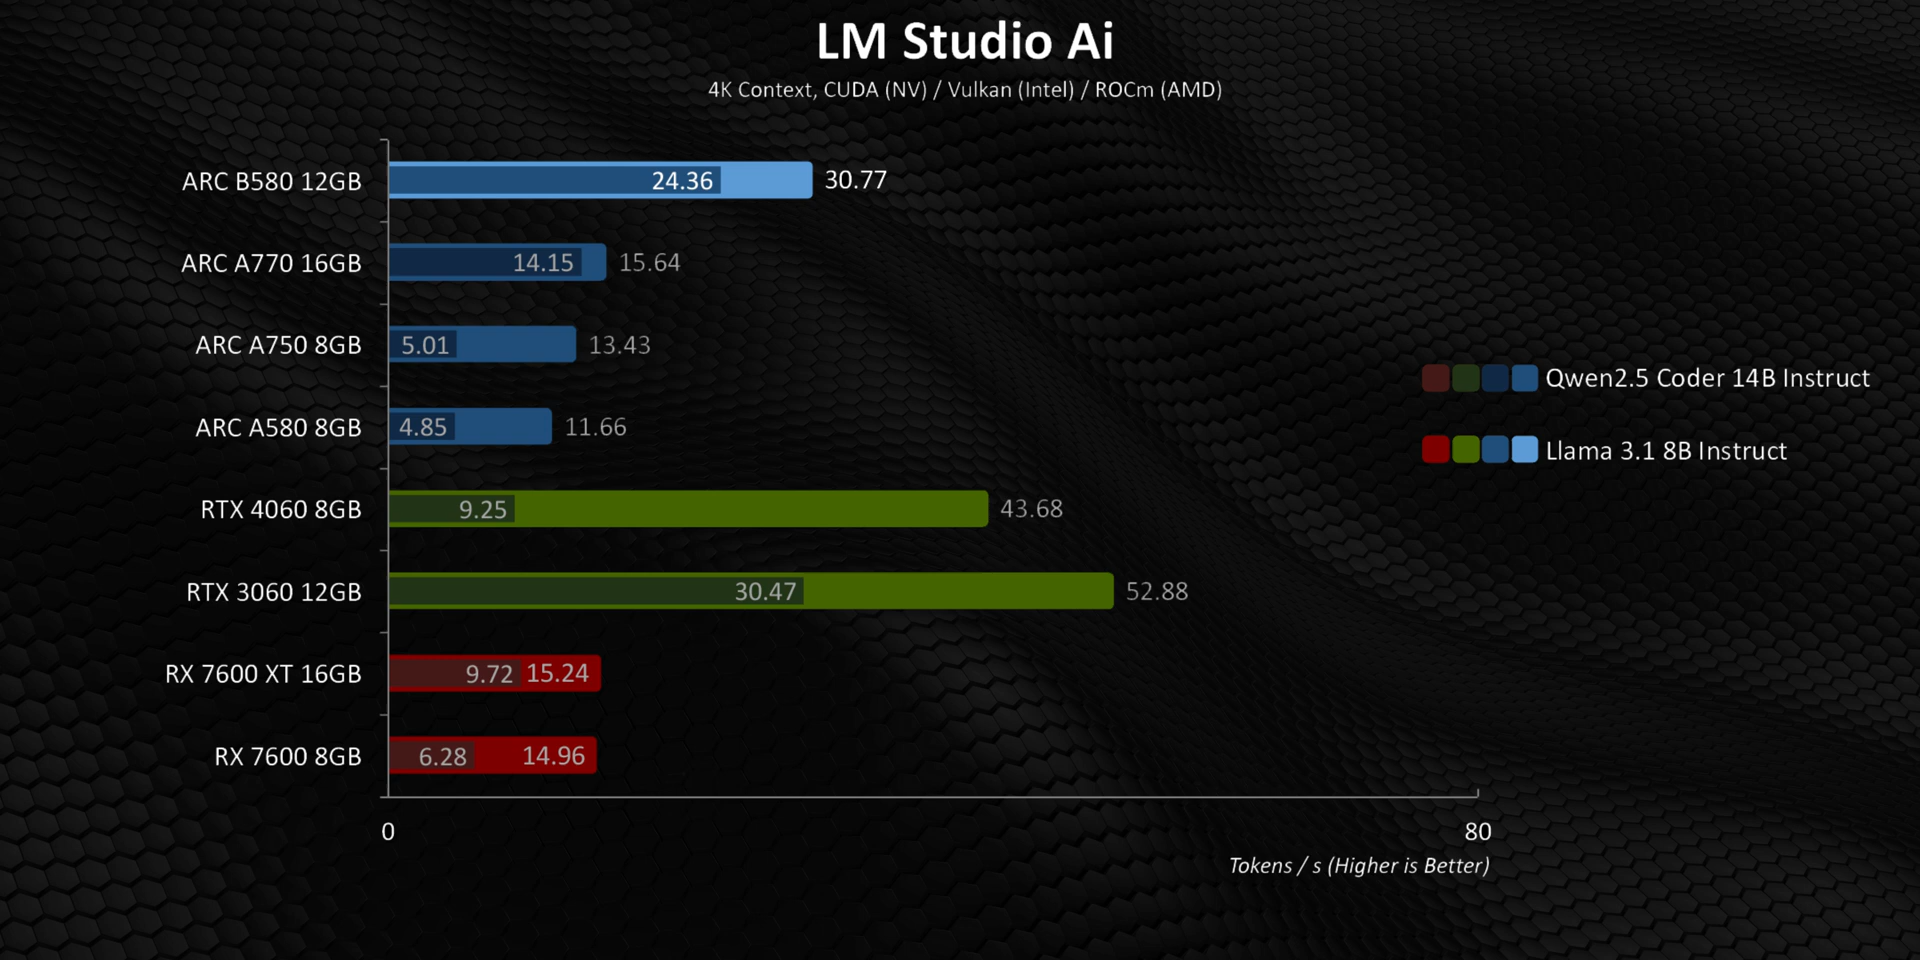 LM Studio Ai
4K Context, CUDA (NV) / Vulkan (Intel) / ROCm (AMD)
ARC B580 12GB 24.36 30.77
ARC A770 16GB 14.15 15.64
ARC A750 8GB 5.01 13.43
Qwen2.5 Coder 14B Instruct
ARC A580 8GB 4.85 11.66
Llama 3.1 8B Instruct
RTX 4060 8GB 9.25 43.68
RTX 3060 12GB 30.47 52.88
RX 7600 XT 16GB 9.72 15.24
RX 7600 8GB 6.28 14.96
0 80
Tokens / s (Higher is Better)